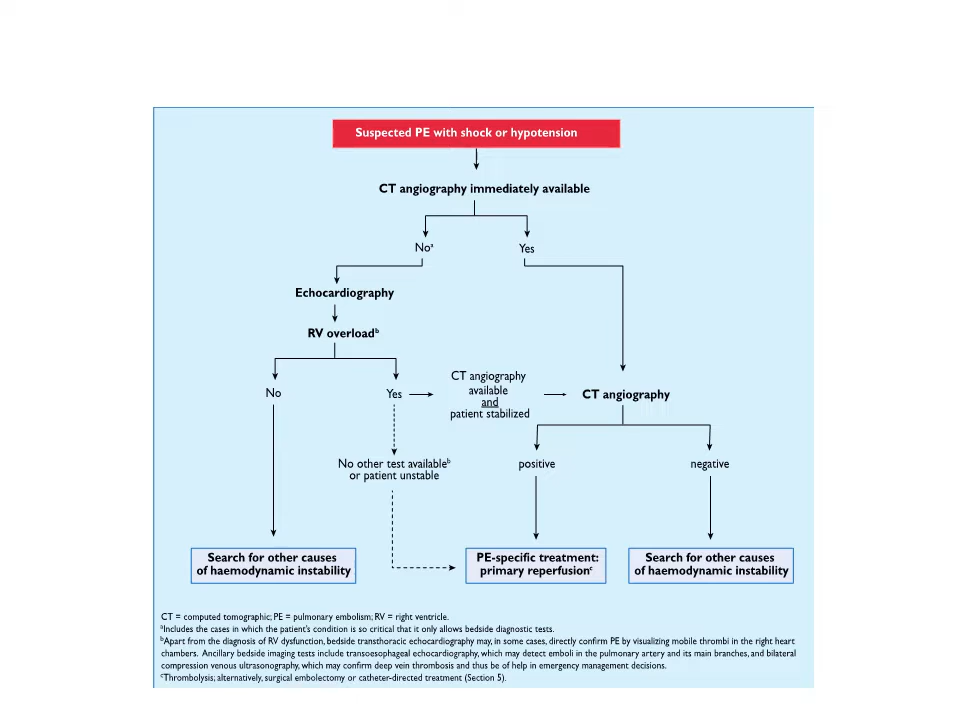 Suspected PE with shock or hypotension
CT angiography immediately available
Noᵃ
Yes
Echocardiography
RV overloadᵇ
No
Yes
CT angiography
available
and
patient stabilized
CT angiography
No other test availableᵇ
or patient unstable
positive
negative
Search for other causes
of haemodynamic instability
PE-specific treatment:
primary reperfusionᶜ
Search for other causes
of haemodynamic instability
CT = computed tomographic; PE = pulmonary embolism; RV = right ventricle.
ᵃIncludes the cases in which the patient's condition is so critical that it only allows bedside diagnostic tests.
ᵇApart from the diagnosis of RV dysfunction, bedside transthoracic echocardiography may, in some cases, directly confirm PE by visualizing mobile thrombi in the right heart
chambers. Ancillary bedside imaging tests include transoesophageal echocardiography, which may detect emboli in the pulmonary artery and its main branches, and bilateral
compression venous ultrasonography, which may confirm deep vein thrombosis and thus be of help in emergency management decisions.
ᶜThrombolysis; alternatively, surgical embolectomy or catheter-directed treatment (Section 5).